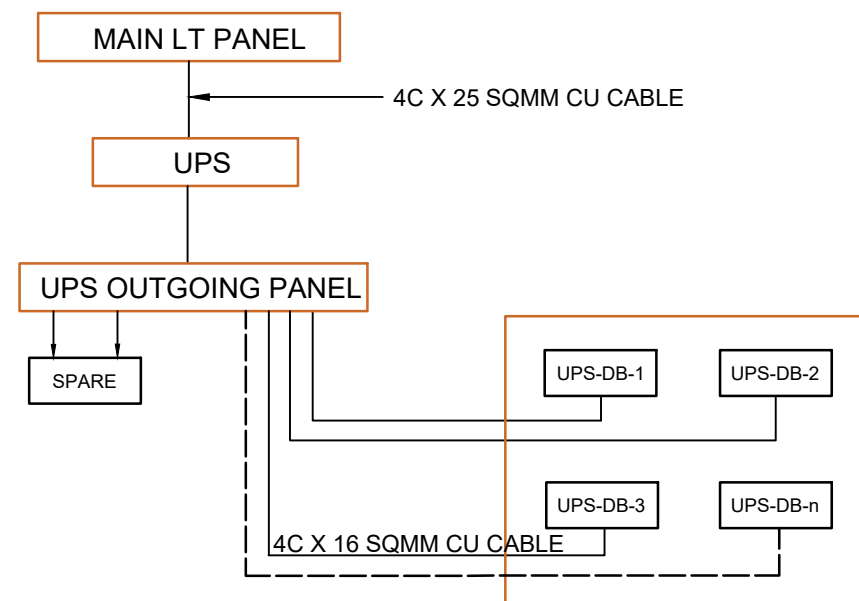 MAIN LT PANEL
4C X 25 SQMM CU CABLE
UPS
UPS OUTGOING PANEL
SPARE
UPS-DB-1
UPS-DB-2
UPS-DB-3
UPS-DB-n
4C X 16 SQMM CU CABLE